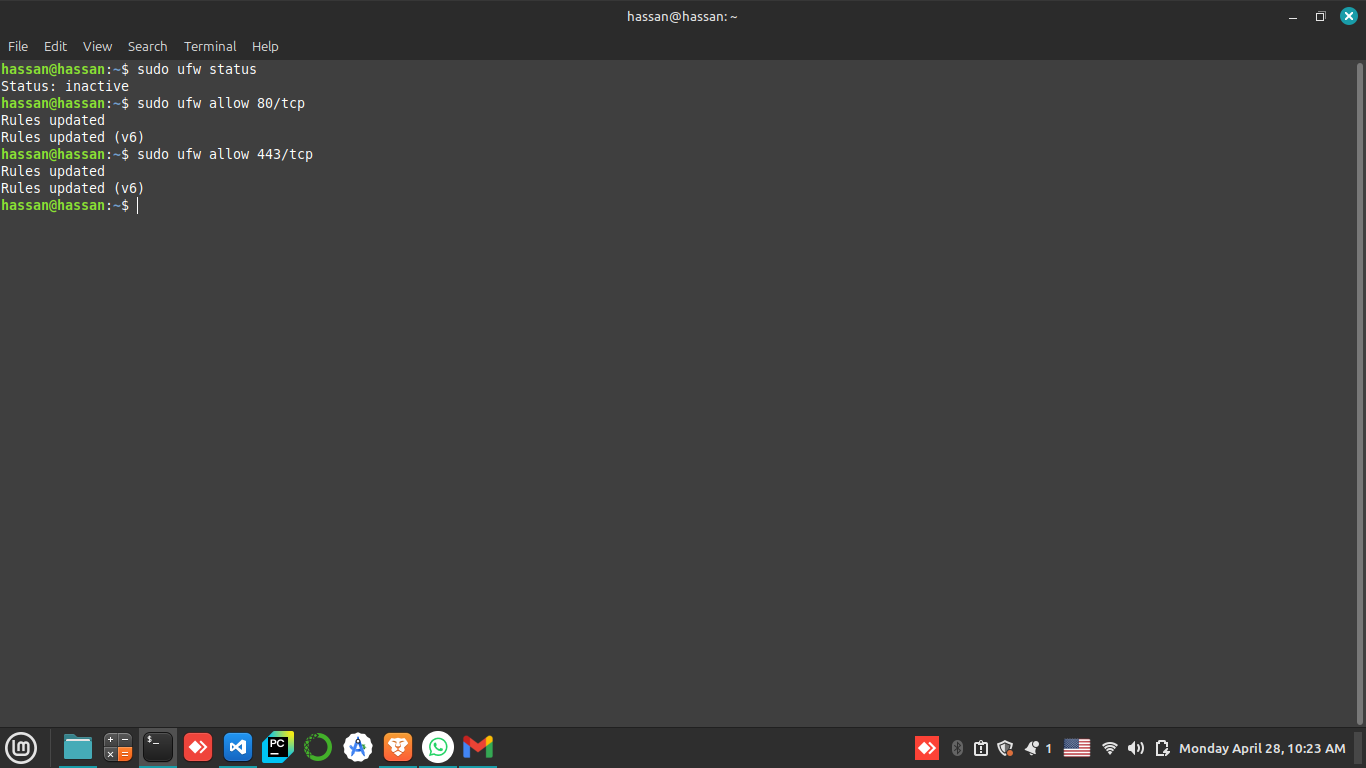 hassan@hassan: ~
File Edit View Search Terminal Help
hassan@hassan:~$ sudo ufw status
Status: inactive
hassan@hassan:~$ sudo ufw allow 80/tcp
Rules updated
Rules updated (v6)
hassan@hassan:~$ sudo ufw allow 443/tcp
Rules updated
Rules updated (v6)
hassan@hassan:~$
$_ PC 1 Monday April 28, 10:23 AM